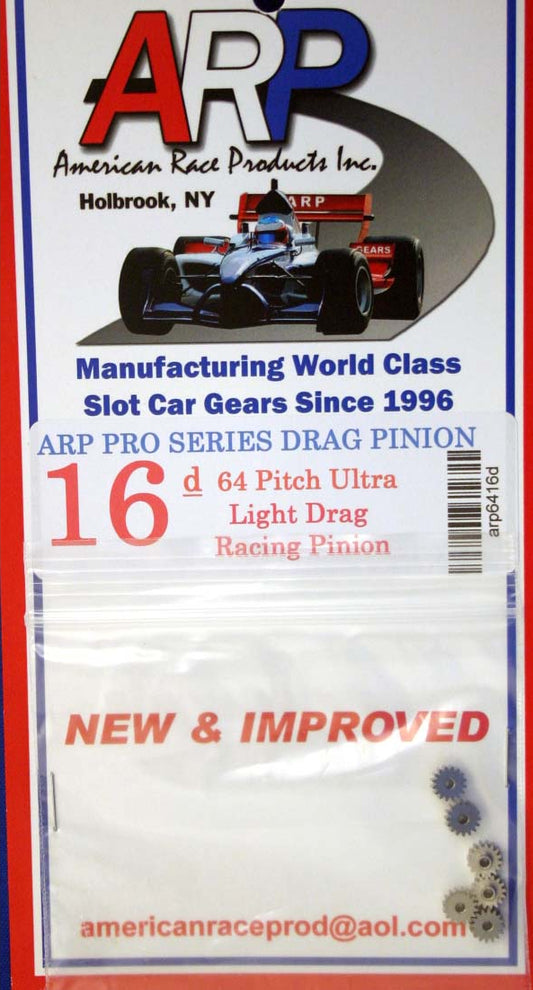 ARP
American Race Products Inc.
Holbrook, NY
ARP
GEARS
Manufacturing World Class
Slot Car Gears Since 1996
ARP PRO SERIES DRAG PINION
16 d 64 Pitch Ultra
Light Drag
Racing Pinion
arp6416d
NEW & IMPROVED
americanraceprod@aol.com